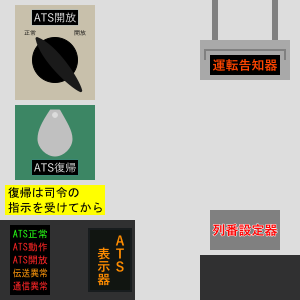 ATS開放
正常 開放
ATS復帰
復帰は司令の
指示を受けてから
ATS正常
ATS動作
ATS開放
伝送異常
通信異常
ATS
表示器
運転告知器
列番設定器